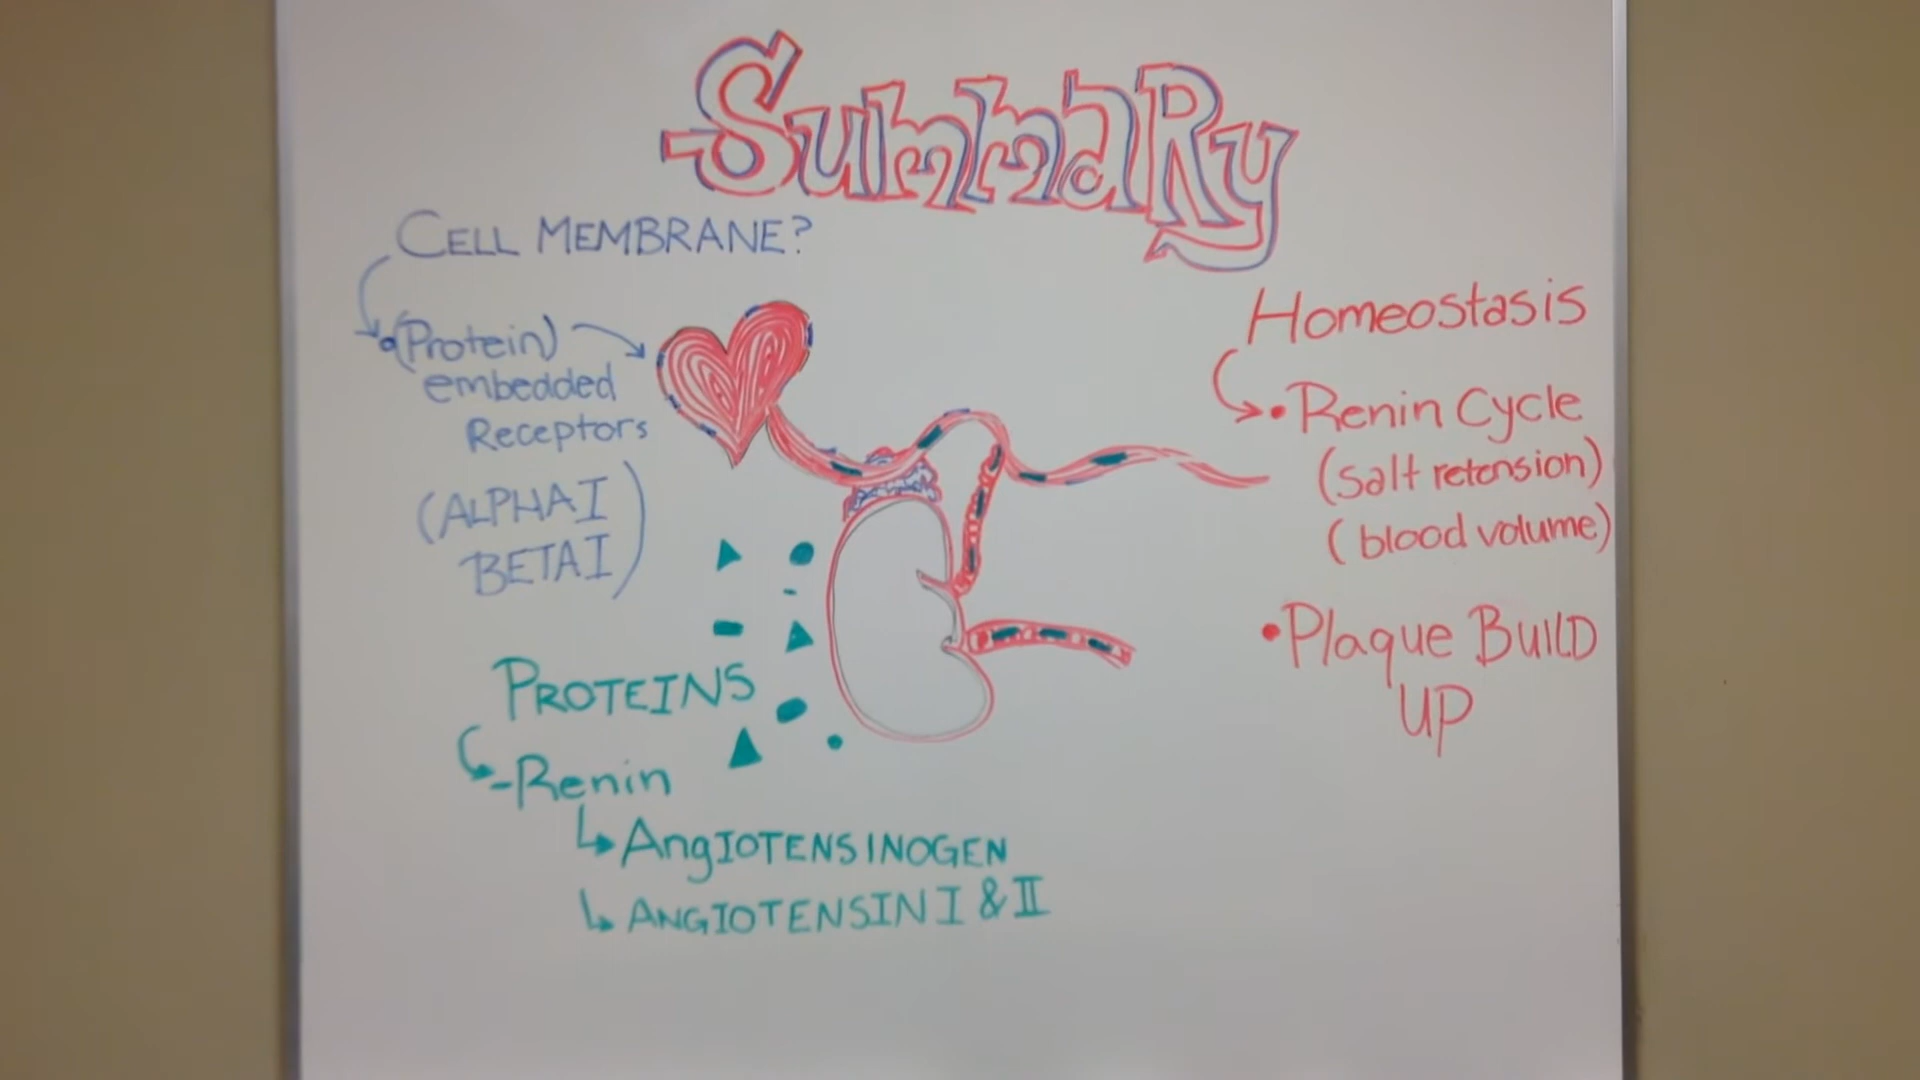 SummaRy
CELL MEMBRANE?
(Protein)
embedded
Receptors
(ALPHA I
BETA I)
PROTEINS
-Renin
AngIOTENSINOGEN
ANGIOTENSIN I & II
Homeostasis
• Renin Cycle
(salt retension)
(blood volume)
• Plaque BUILD
UP